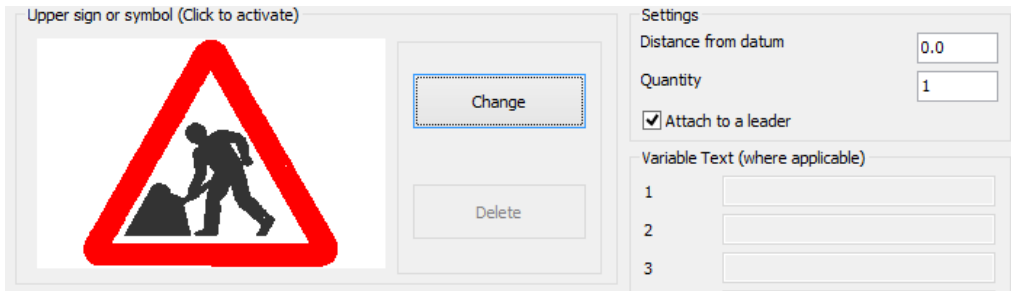 Upper sign or symbol (Click to activate)
Change
Delete
Settings
Distance from datum 0.0
Quantity 1
Attach to a leader
Variable Text (where applicable)
1
2
3